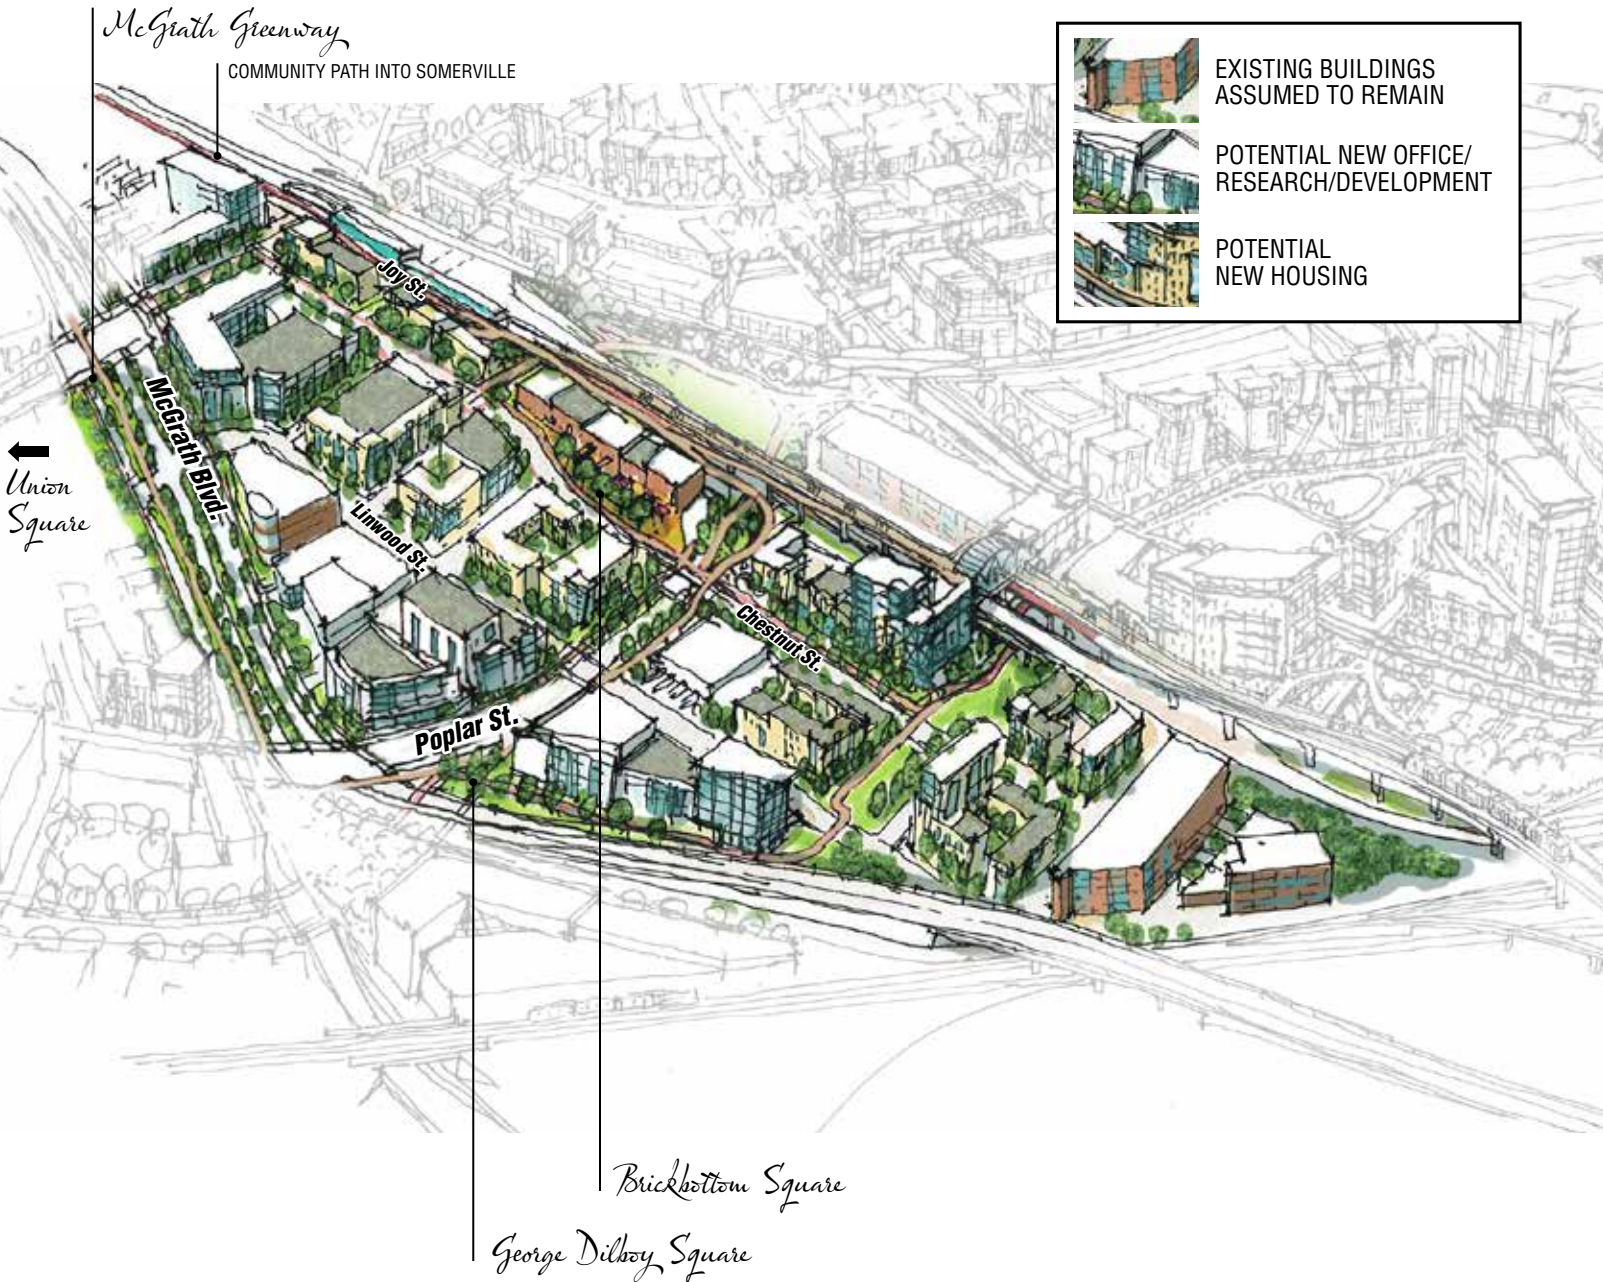 McGrath Greenway
COMMUNITY PATH INTO SOMERVILLE
EXISTING BUILDINGS
ASSUMED TO REMAIN
POTENTIAL NEW OFFICE/
RESEARCH/DEVELOPMENT
POTENTIAL
NEW HOUSING
Joy St.
McGrath Blvd.
Union
Square
Linwood St.
Chestnut St.
Poplar St.
Brickbottom Square
George Dilboy Square